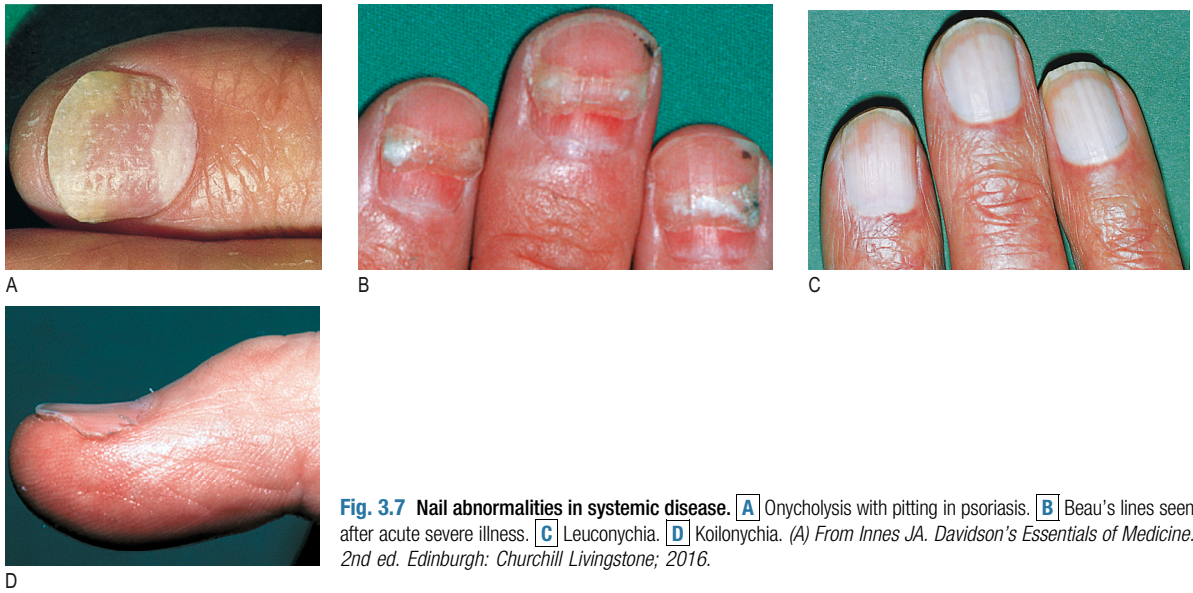 A
B
C
D
Fig. 3.7 Nail abnormalities in systemic disease. A Onycholysis with pitting in psoriasis. B Beau's lines seen
after acute severe illness. C Leuconychia. D Koilonychia. (A) From Innes JA. Davidson's Essentials of Medicine.
2nd ed. Edinburgh: Churchill Livingstone; 2016.